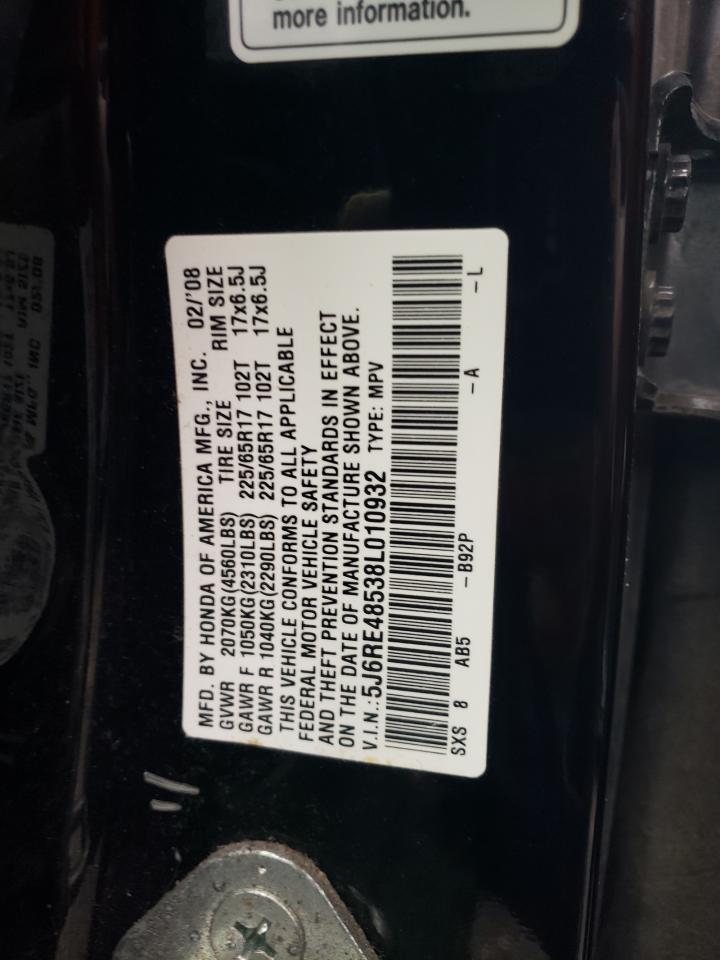 more information.
MFD. BY HONDA OF AMERICA MFG., INC. 02/'08
GVWR 2070KG(4560LBS) TIRE SIZE RIM SIZE
GAWR F 1050KG(2310LBS) 225/65R17 102T 17x6.5J
GAWR R 1040KG(2290LBS) 225/65R17 102T 17x6.5J
THIS VEHICLE CONFORMS TO ALL APPLICABLE
FEDERAL MOTOR VEHICLE SAFETY
AND THEFT PREVENTION STANDARDS IN EFFECT
ON THE DATE OF MANUFACTURE SHOWN ABOVE.
V.I.N.:5J6RE48538L010932 TYPE: MPV
SXS 8 AB5 -B92P -A -L